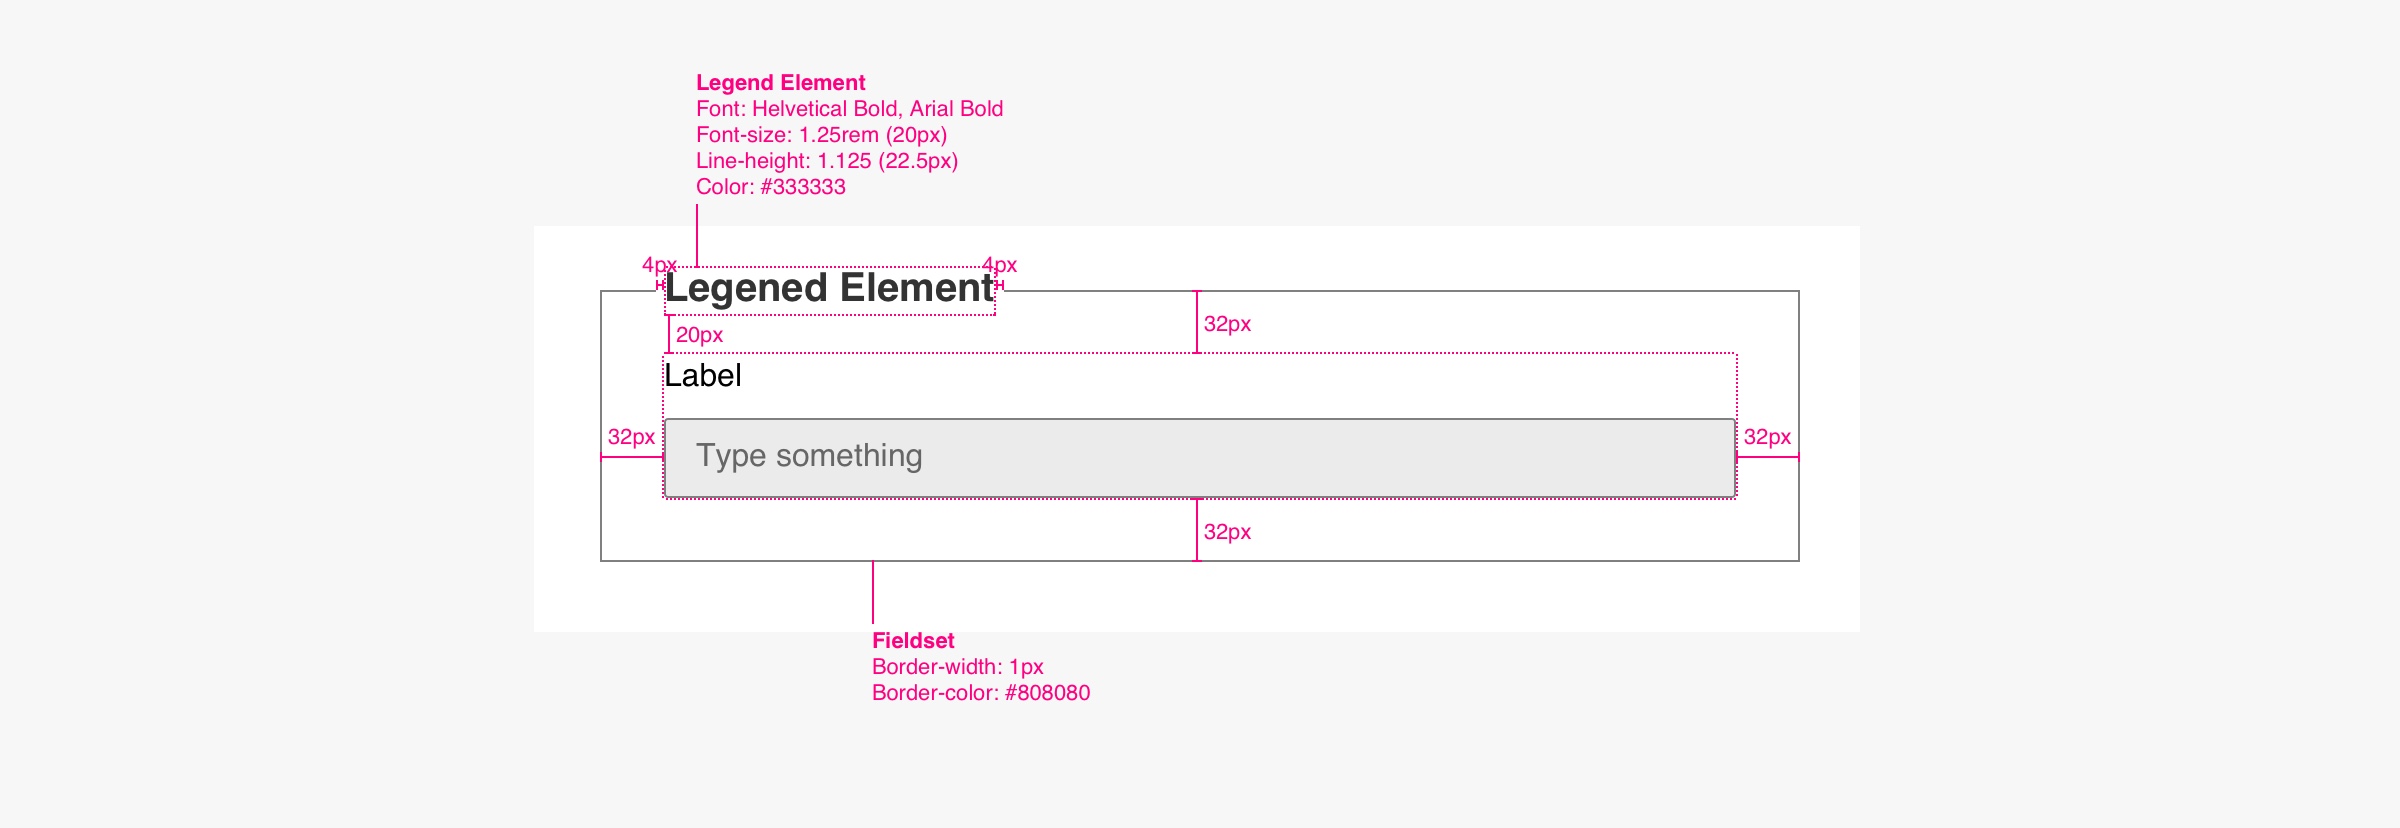 Legend Element
Font: Helvetical Bold, Arial Bold
Font-size: 1.25rem (20px)
Line-height: 1.125 (22.5px)
Color: #333333
4px
4px
Legened Element
20px
32px
Label
32px
Type something
32px
32px
Fieldset
Border-width: 1px
Border-color: #808080